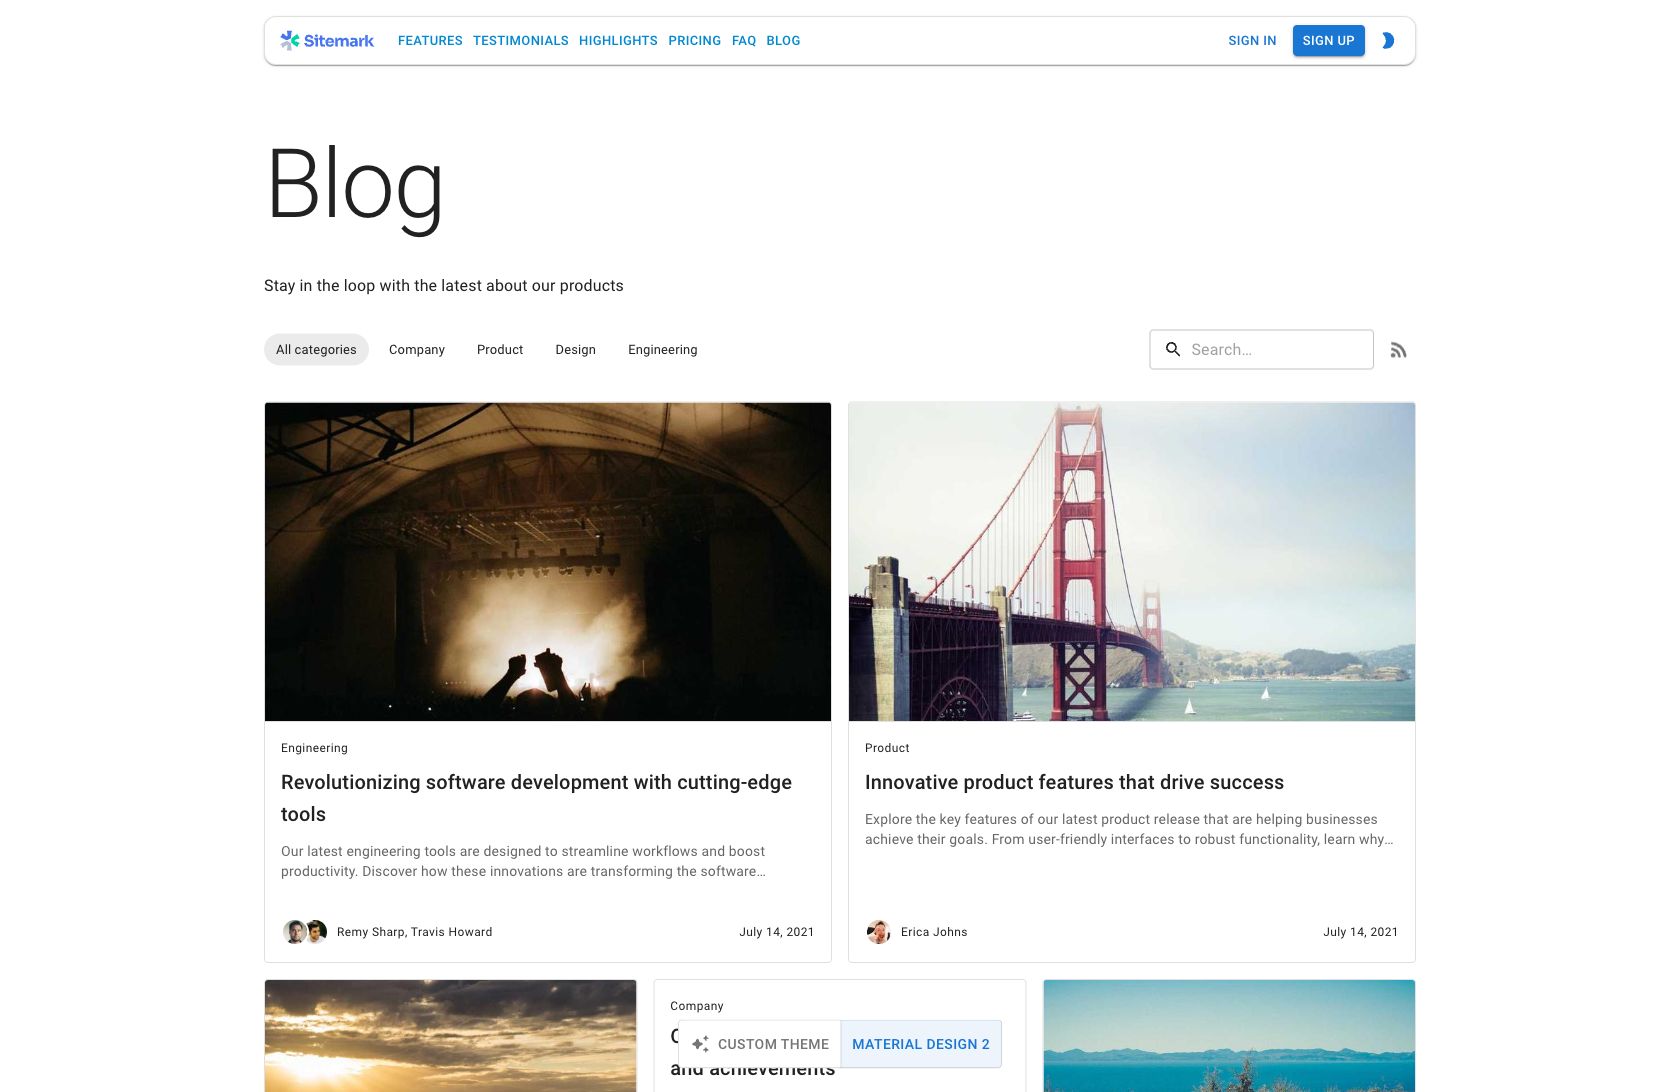 Sitemark FEATURES TESTIMONIALS HIGHLIGHTS PRICING FAQ BLOG SIGN IN SIGN UP
Blog
Stay in the loop with the latest about our products
All categories Company Product Design Engineering Search…
Engineering
Revolutionizing software development with cutting-edge
tools
Our latest engineering tools are designed to streamline workflows and boost
productivity. Discover how these innovations are transforming the software…
Remy Sharp, Travis Howard July 14, 2021
Product
Innovative product features that drive success
Explore the key features of our latest product release that are helping businesses
achieve their goals. From user-friendly interfaces to robust functionality, learn why…
Erica Johns July 14, 2021
Company
and achievements
CUSTOM THEME MATERIAL DESIGN 2